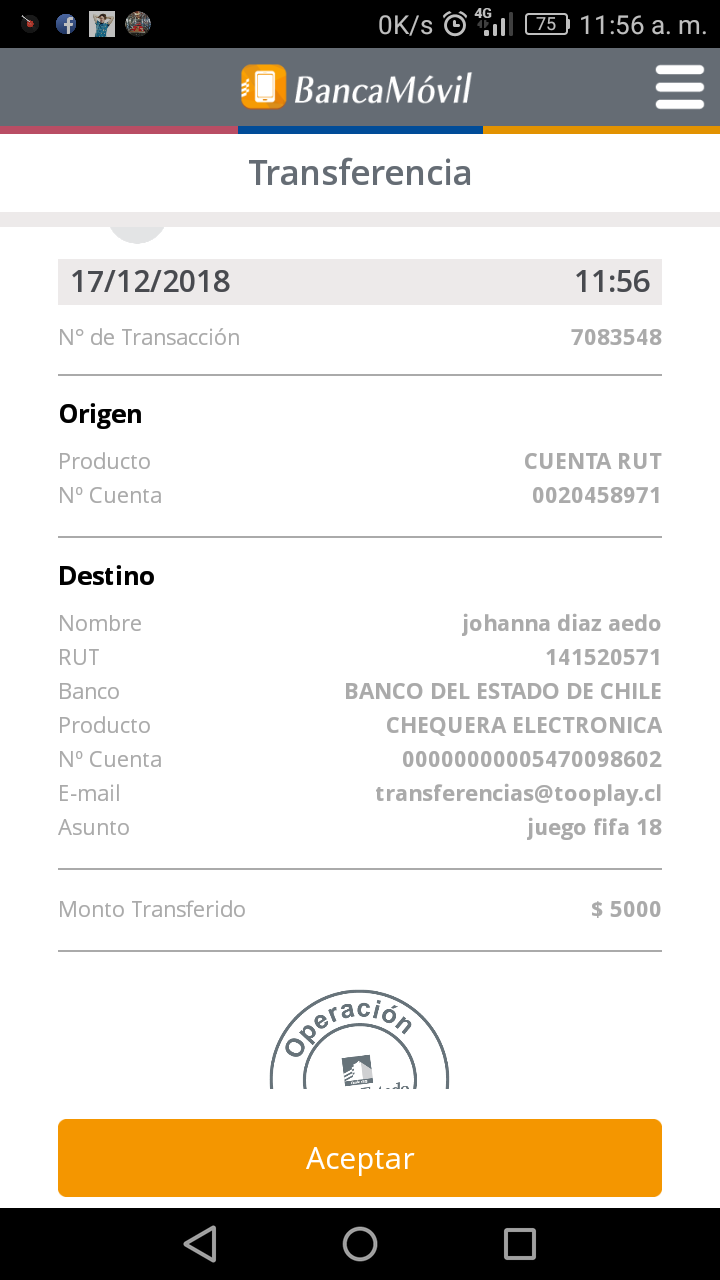 0K/s 4G 75 11:56 a. m.
BancaMóvil
Transferencia
17/12/2018 11:56
N° de Transacción 7083548
Origen
Producto CUENTA RUT
Nº Cuenta 0020458971
Destino
Nombre johanna diaz aedo
RUT 141520571
Banco BANCO DEL ESTADO DE CHILE
Producto CHEQUERA ELECTRONICA
Nº Cuenta 00000000005470098602
E-mail transferencias@tooplay.cl
Asunto juego fifa 18
Monto Transferido $ 5000
Operación
Aceptar